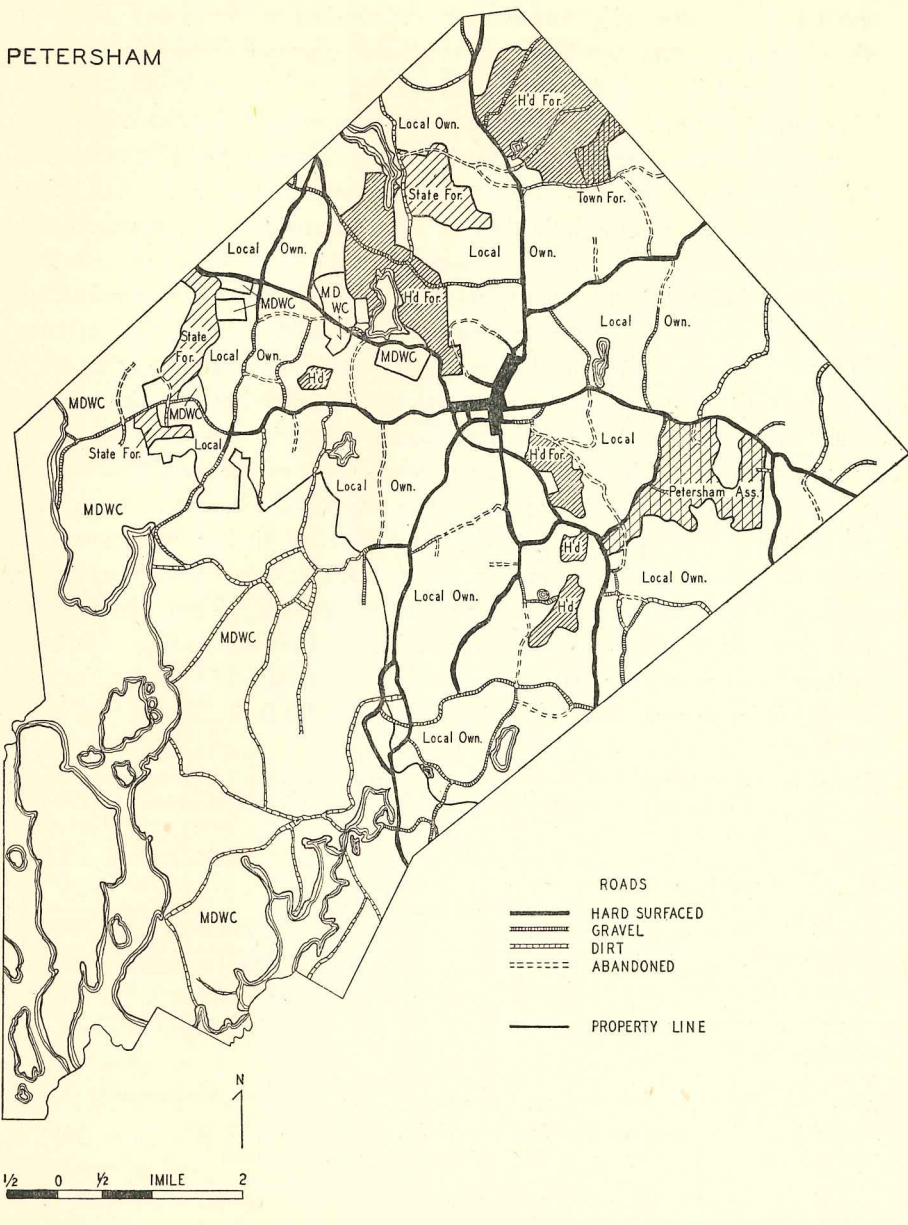 PETERSHAM
H'd For.
Local Own.
State For.
Town For.
Local Own.
Local Own.
MD
WC
MDWC
H'd For.
Local Own.
State
For.
Local Own.
MDWC
H'd
MDWC
MDWC
Local
State For.
H'd For.
Local
Petersham Ass.
Local Own.
MDWC
H'd
Local Own.
Local Own.
H'd
MDWC
Local Own.
MDWC
ROADS
HARD SURFACED
GRAVEL
DIRT
ABANDONED
PROPERTY LINE
N
1/2 0 1/2 1MILE 2